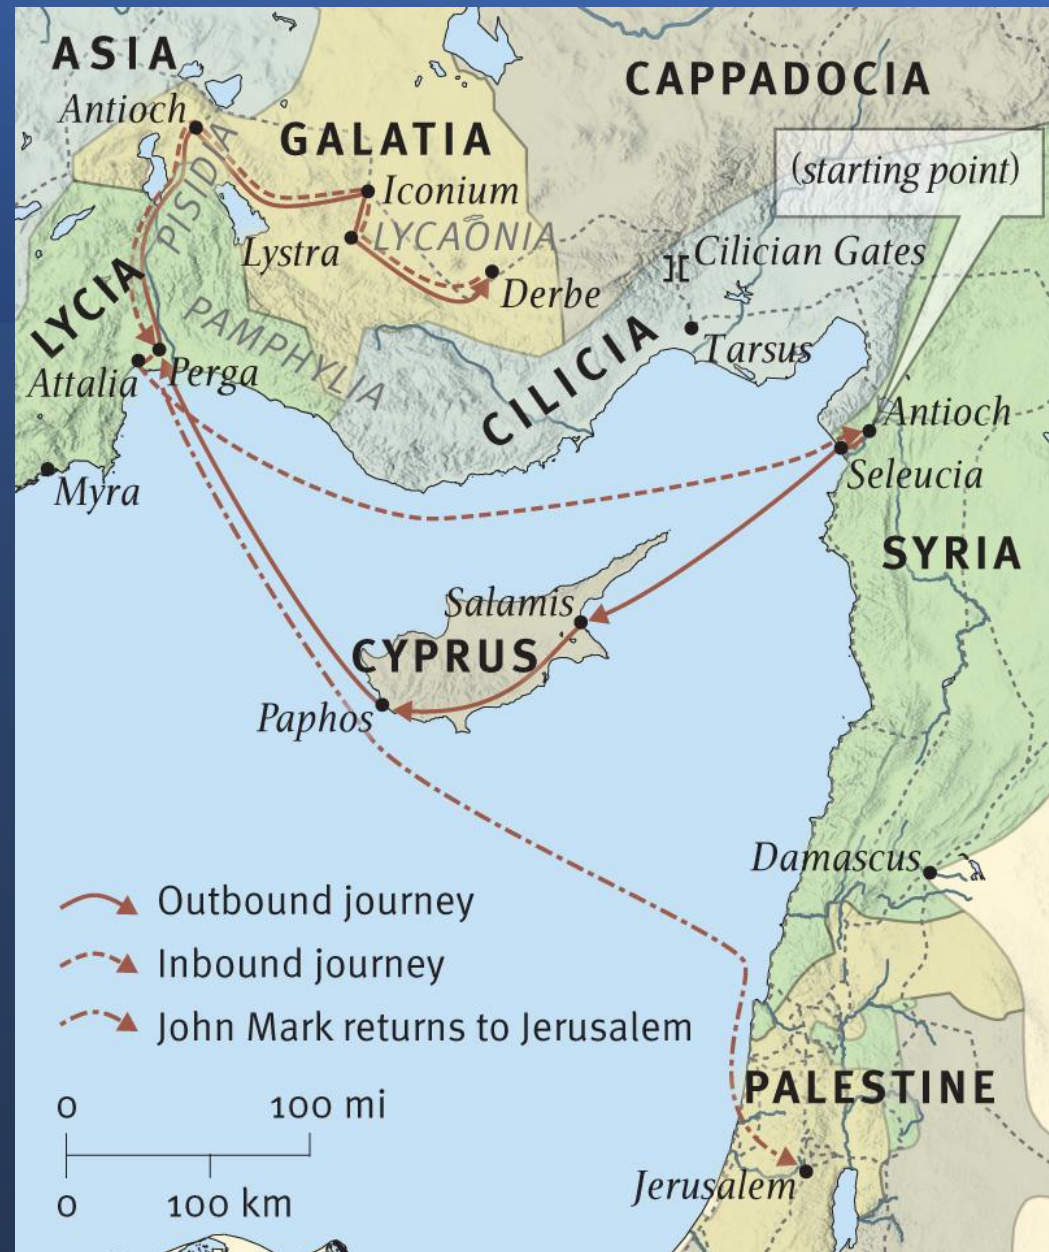 ASIA
CAPPADOCIA
Antioch
GALATIA
PISIDIA
(starting point)
Iconium
LYCAONIA
Lystra
Cilician Gates
Derbe
LYCIA
PAMPHYLIA
CILICIA
Tarsus
Attalia
Perga
Antioch
Seleucia
Myra
SYRIA
Salamis
CYPRUS
Paphos
Damascus
Outbound journey
Inbound journey
John Mark returns to Jerusalem
PALESTINE
0 100 mi
0 100 km
Jerusalem